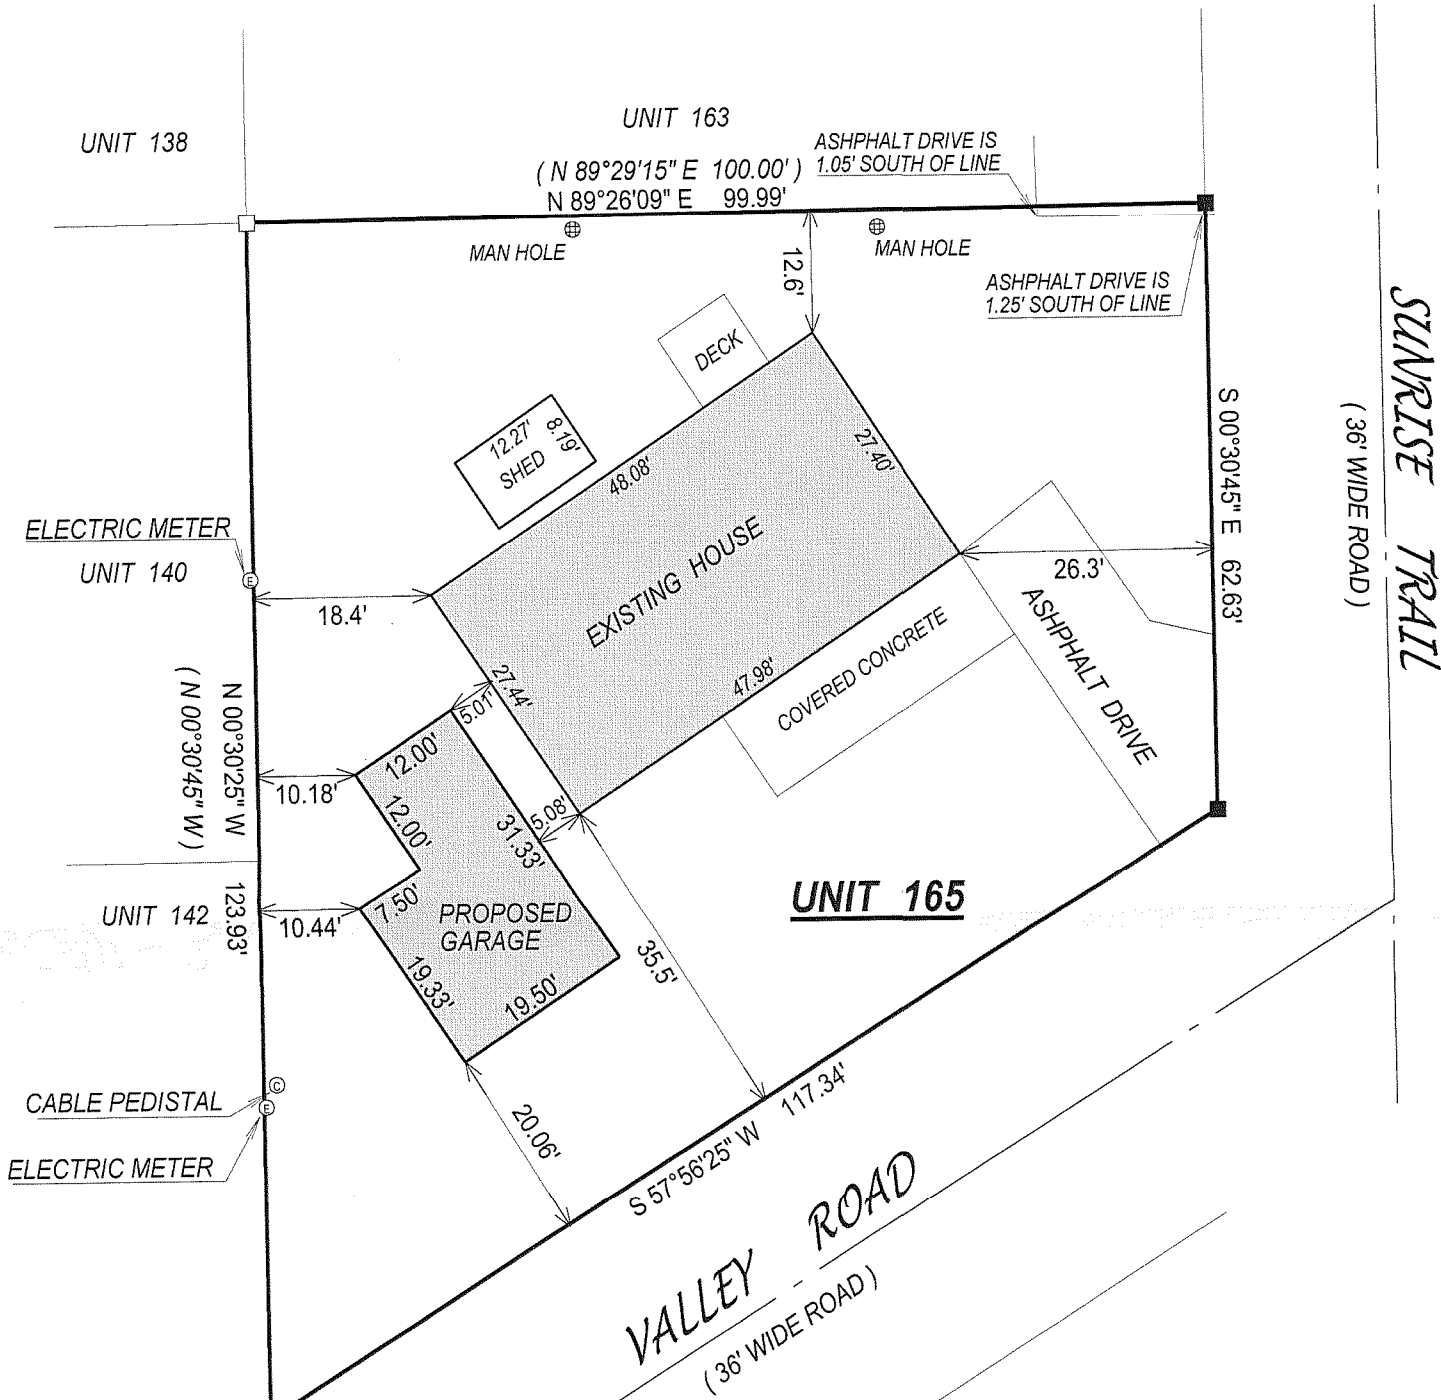 UNIT 163
UNIT 138
ASHPHALT DRIVE IS
1.05' SOUTH OF LINE
( N 89°29'15" E 100.00' )
N 89°26'09" E 99.99'
MAN HOLE
MAN HOLE
12.6'
ASHPHALT DRIVE IS
1.25' SOUTH OF LINE
SUNRISE TRAIL
( 36' WIDE ROAD )
DECK
12.27'
8.19'
SHED
48.08'
27.40'
S 00°30'45" E 62.63'
ELECTRIC METER
UNIT 140
E
18.4'
EXISTING HOUSE
26.3'
ASHPHALT DRIVE
COVERED CONCRETE
47.98'
27.44'
5.01'
N 00°30'25" W 123.93'
( N 00°30'45" W )
12.00'
10.18'
12.00'
5.08'
31.33'
UNIT 165
UNIT 142
10.44'
7.50'
PROPOSED
GARAGE
35.5'
19.33'
19.50'
C
CABLE PEDISTAL
E
ELECTRIC METER
20.06'
S 57°56'25" W 117.34'
VALLEY ROAD
( 36' WIDE ROAD )